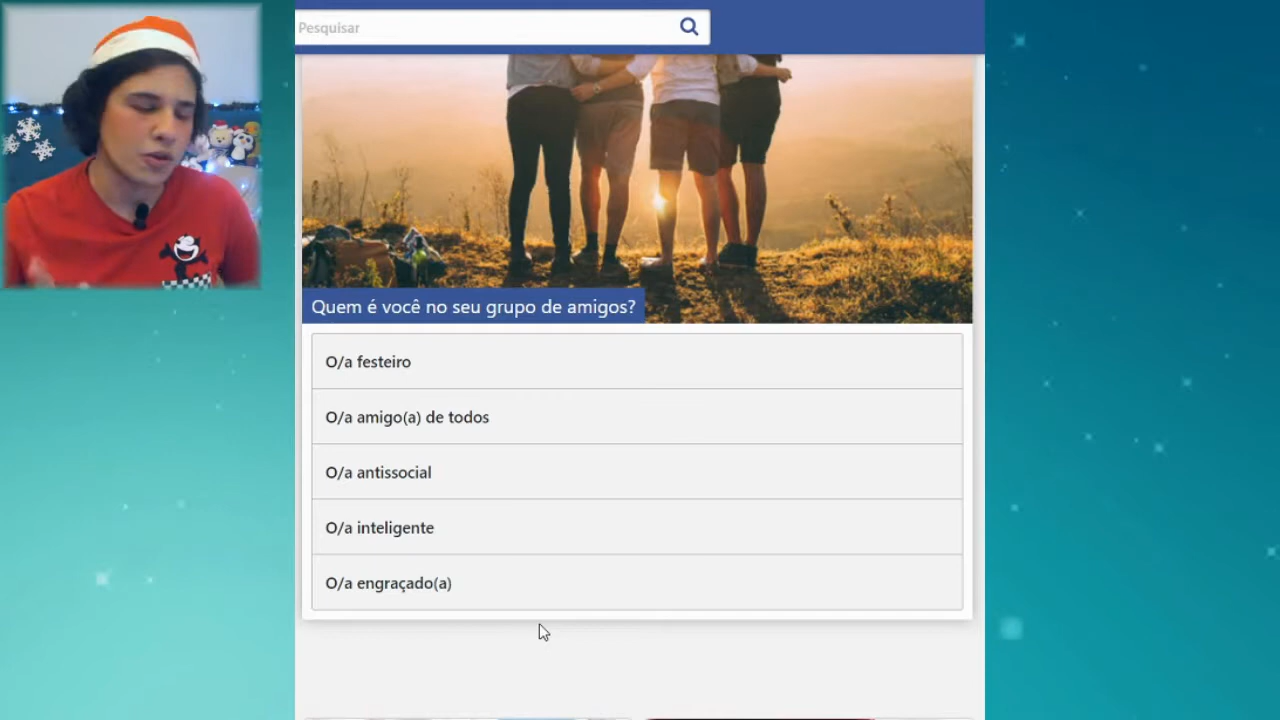 Pesquisar
Quem é você no seu grupo de amigos?
O/a festeiro
O/a amigo(a) de todos
O/a antissocial
O/a inteligente
O/a engraçado(a)